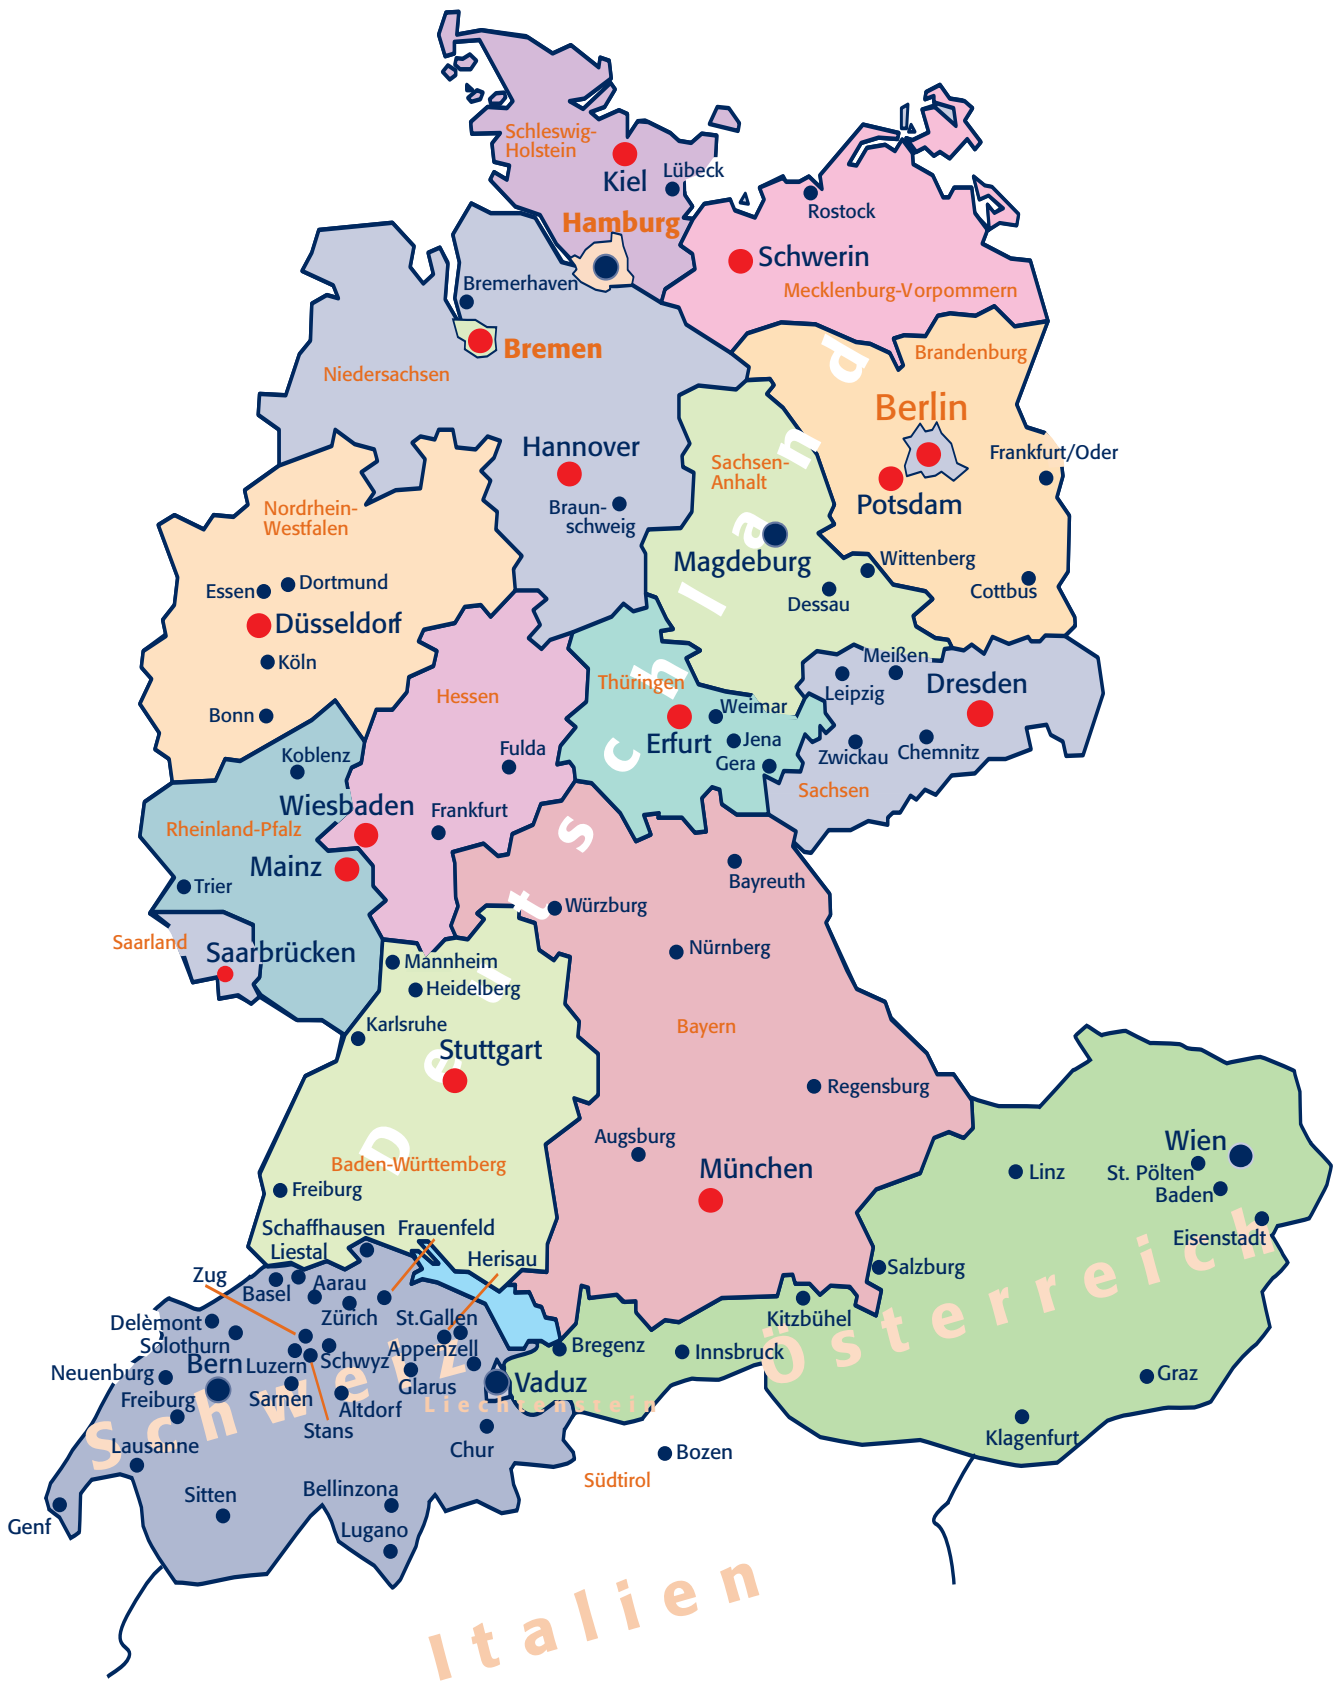 Schleswig-
Holstein
Kiel
Lübeck
Rostock
Hamburg
Schwerin
Mecklenburg-Vorpommern
Bremerhaven
Bremen
Niedersachsen
Brandenburg
Berlin
Hannover
Frankfurt/Oder
Sachsen-
Anhalt
Potsdam
Nordrhein-
Westfalen
Braun-
schweig
Magdeburg
Wittenberg
Essen
Dortmund
Dessau
Cottbus
Düsseldorf
Köln
Meißen
Hessen
Thüringen
Leipzig
Dresden
Bonn
Weimar
Erfurt
Jena
Gera
Koblenz
Fulda
Zwickau
Chemnitz
Sachsen
Wiesbaden
Frankfurt
Rheinland-Pfalz
Mainz
Trier
Bayreuth
Würzburg
Saarland
Saarbrücken
Nürnberg
Mannheim
Heidelberg
Karlsruhe
Bayern
Stuttgart
Regensburg
Deutschland
Augsburg
Wien
Baden-Württemberg
München
St. Pölten
Linz
Freiburg
Baden
Schaffhausen
Frauenfeld
Eisenstadt
Liestal
Herisau
Zug
Salzburg
Aarau
Basel
Österreich
Zürich
St.Gallen
Kitzbühel
Delèmont
Solothurn
Bregenz
Appenzell
Innsbruck
Bern
Luzern
Schwyz
Neuenburg
Graz
Vaduz
Glarus
Freiburg
Sarnen
Altdorf
Liechtenstein
Schweiz
Stans
Klagenfurt
Lausanne
Chur
Bozen
Südtirol
Sitten
Bellinzona
Genf
Lugano
Italien